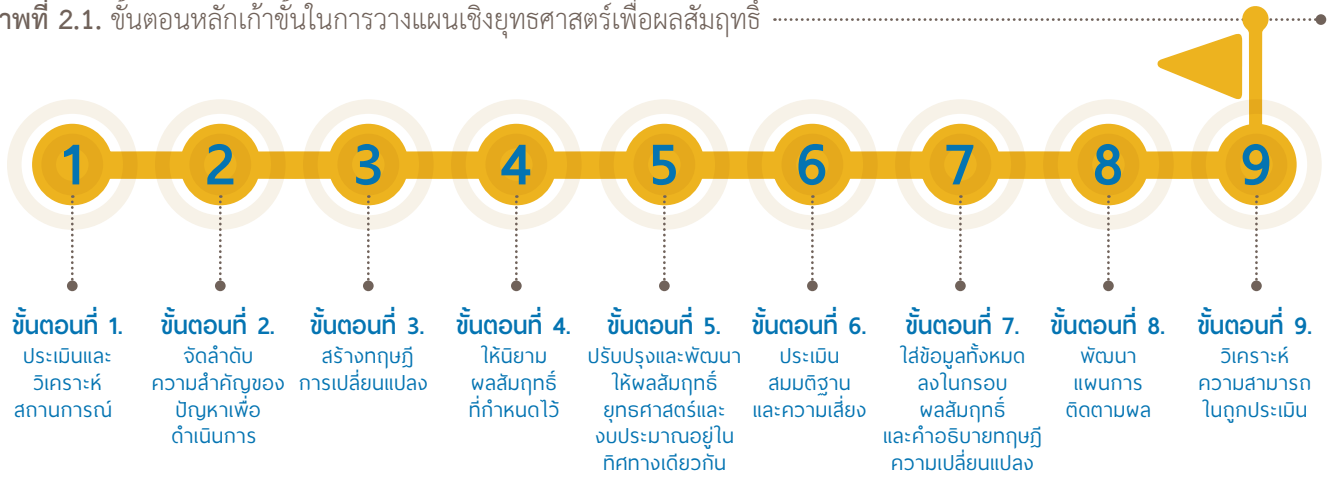 าพที่ 2.1. ขั้นตอนหลักเก้าขั้นในการวางแผนเชิงยุทธศาสตร์เพื่อผลสัมฤทธิ์
1
2
3
4
5
6
7
8
9
ขั้นตอนที่ 1.
ประเมินและ
วิเคราะห์
สถานการณ์
ขั้นตอนที่ 2.
จัดลำดับ
ความสำคัญของ
ปัญหาเพื่อ
ดำเนินการ
ขั้นตอนที่ 3.
สร้างทฤษฎี
การเปลี่ยนแปลง
ขั้นตอนที่ 4.
ให้นิยาม
ผลสัมฤทธิ์
ที่กำหนดไว้
ขั้นตอนที่ 5.
ปรับปรุงและพัฒนา
ให้ผลสัมฤทธิ์
ยุทธศาสตร์และ
งบประมาณอยู่ใน
ทิศทางเดียวกัน
ขั้นตอนที่ 6.
ประเมิน
สมมติฐาน
และความเสี่ยง
ขั้นตอนที่ 7.
ใส่ข้อมูลทั้งหมด
ลงในกรอบ
ผลสัมฤทธิ์
และคำอธิบายทฤษฎี
ความเปลี่ยนแปลง
ขั้นตอนที่ 8.
พัฒนา
แผนการ
ติดตามผล
ขั้นตอนที่ 9.
วิเคราะห์
ความสามารถ
ในถูกประเมิน